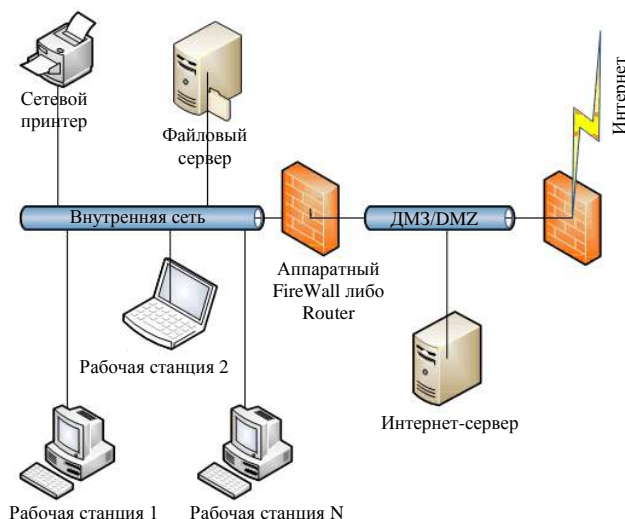 Сетевой
принтер
Файловый
сервер
Интернет
Внутренняя сеть
ДМЗ/DMZ
Аппаратный
FireWall либо
Router
Рабочая станция 2
Интернет-сервер
Рабочая станция 1
Рабочая станция N